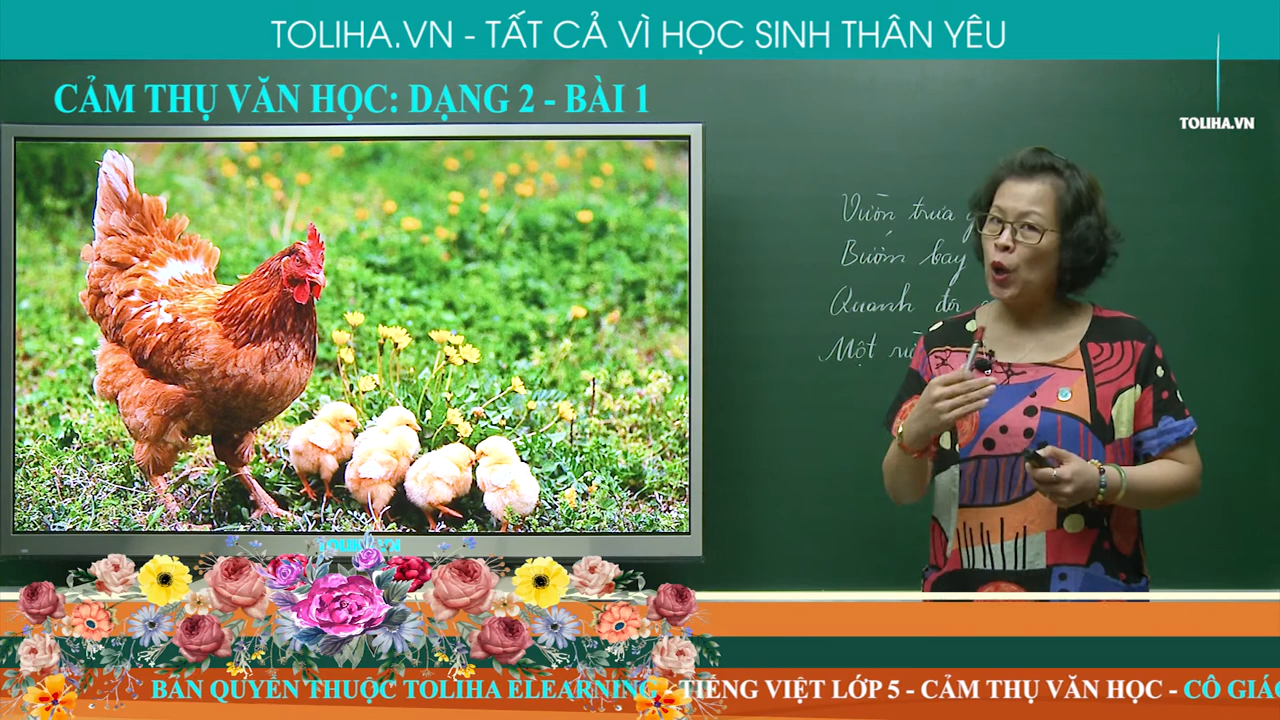 TOLIHA.VN - TẤT CẢ VÌ HỌC SINH THÂN YÊU
CẢM THỤ VĂN HỌC: DẠNG 2 - BÀI 1
TOLIHA.VN
Vườn trưa
Bướm bay
Quanh đôi
Một
BẢN QUYỀN THUỘC TOLIHA ELEARNING - TIẾNG VIỆT LỚP 5 - CẢM THỤ VĂN HỌC - CÔ GIÁO